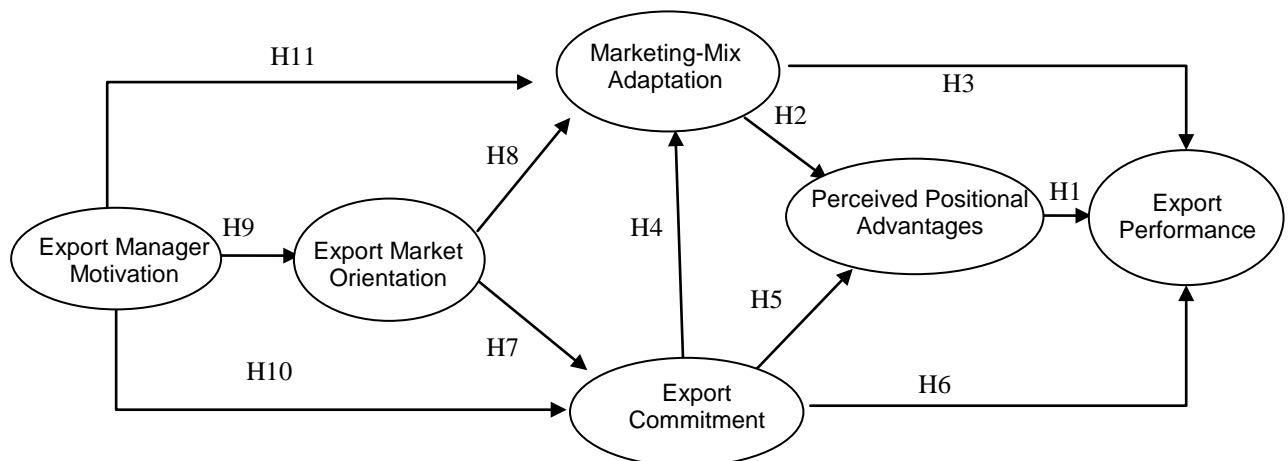 Marketing-Mix
Adaptation
H11
H3
H2
H8
Perceived Positional
Advantages
H1
Export
Performance
H9
H4
Export Manager
Motivation
Export Market
Orientation
H5
H7
H10
H6
Export
Commitment